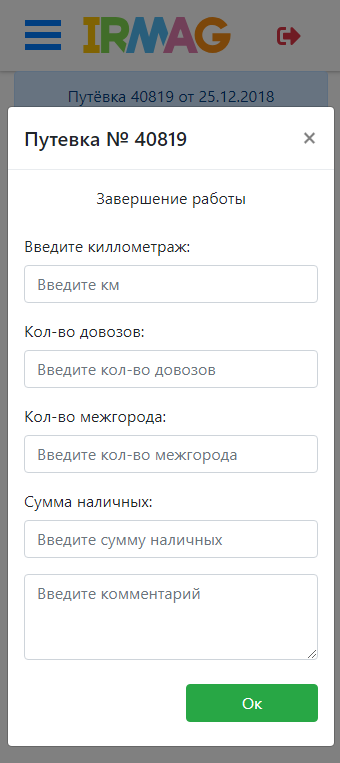 IRMAG
Путёвка 40819 от 25.12.2018
Путевка № 40819
×
Завершение работы
Введите киллометраж:
Введите км
Кол-во довозов:
Введите кол-во довозов
Кол-во межгорода:
Введите кол-во межгорода
Сумма наличных:
Введите сумму наличных
Введите комментарий
Ок